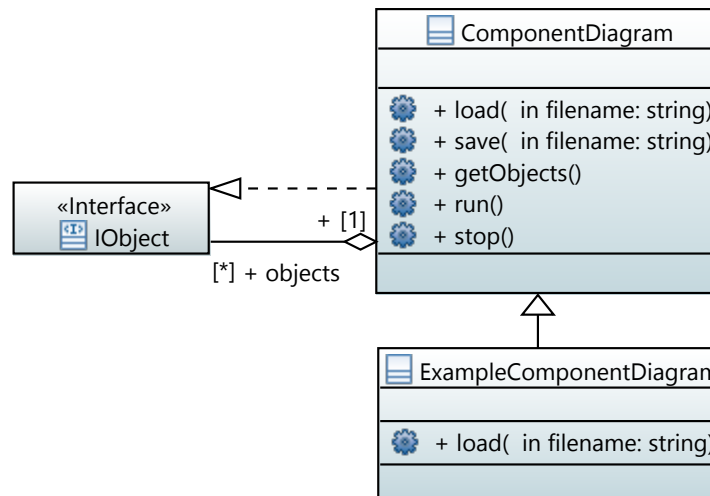 ComponentDiagram
+ load(  in filename: string)
+ save(  in filename: string)
+ getObjects()
+ run()
+ stop()
«Interface»
<I>
IObject
+ [1]
[*] + objects
ExampleComponentDiagram
+ load(  in filename: string)